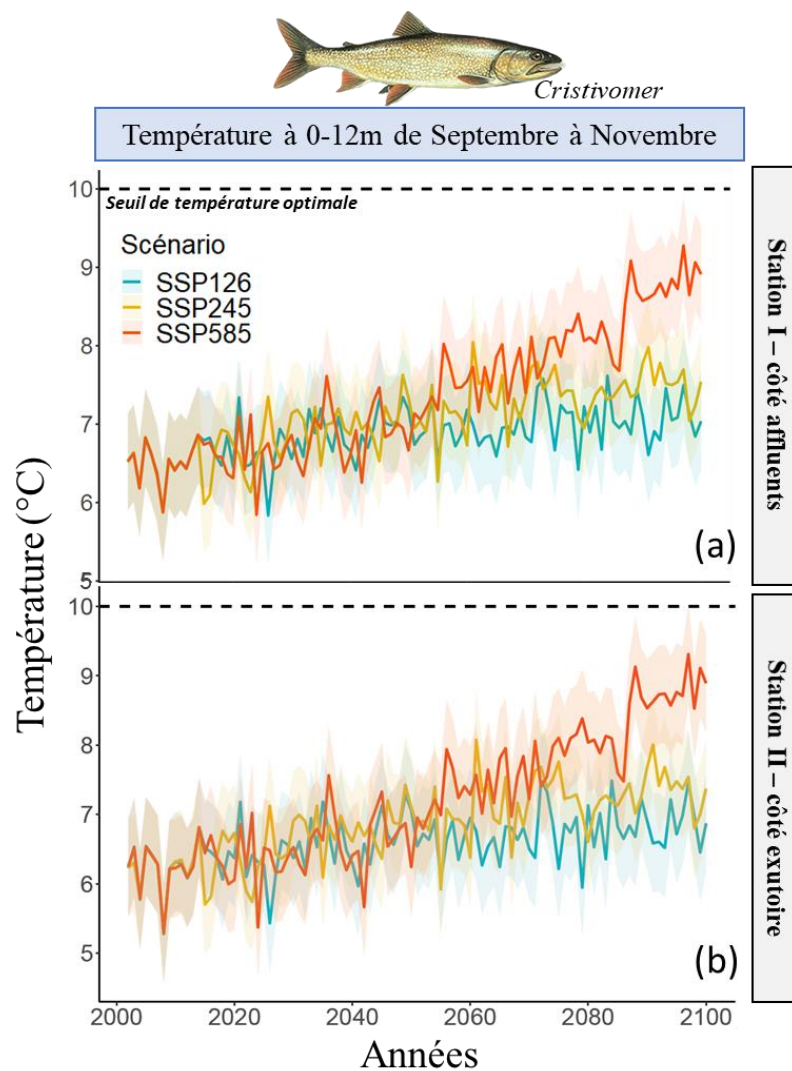 Cristivomer
Température à 0-12m de Septembre à Novembre
10
Seuil de température optimale
Scénario
SSP126
SSP245
SSP585
9
8
7
6
5
(a)
Station I – côté affluents
Température (°C)
10
9
8
7
6
5
(b)
Station II – côté exutoire
2000 2020 2040 2060 2080 2100
Années